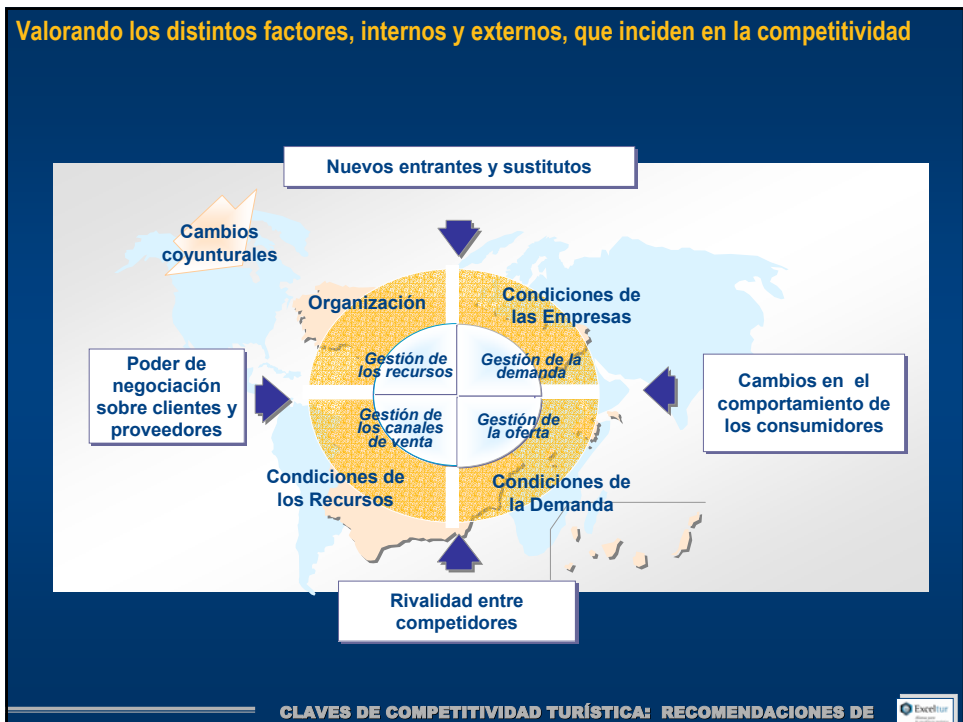 Valorando los distintos factores, internos y externos, que inciden en la competitividad
Nuevos entrantes y sustitutos
Cambios
coyunturales
Organización
Condiciones de
las Empresas
Gestión de
los recursos
Gestión de la
demanda
Poder de
negociación
sobre clientes y
proveedores
Cambios en el
comportamiento de
los consumidores
Gestión de
los canales
de venta
Gestión de
la oferta
Condiciones de
los Recursos
Condiciones de
la Demanda
Rivalidad entre
competidores
CLAVES DE COMPETITIVIDAD TURÍSTICA: RECOMENDACIONES DE
Exceltur